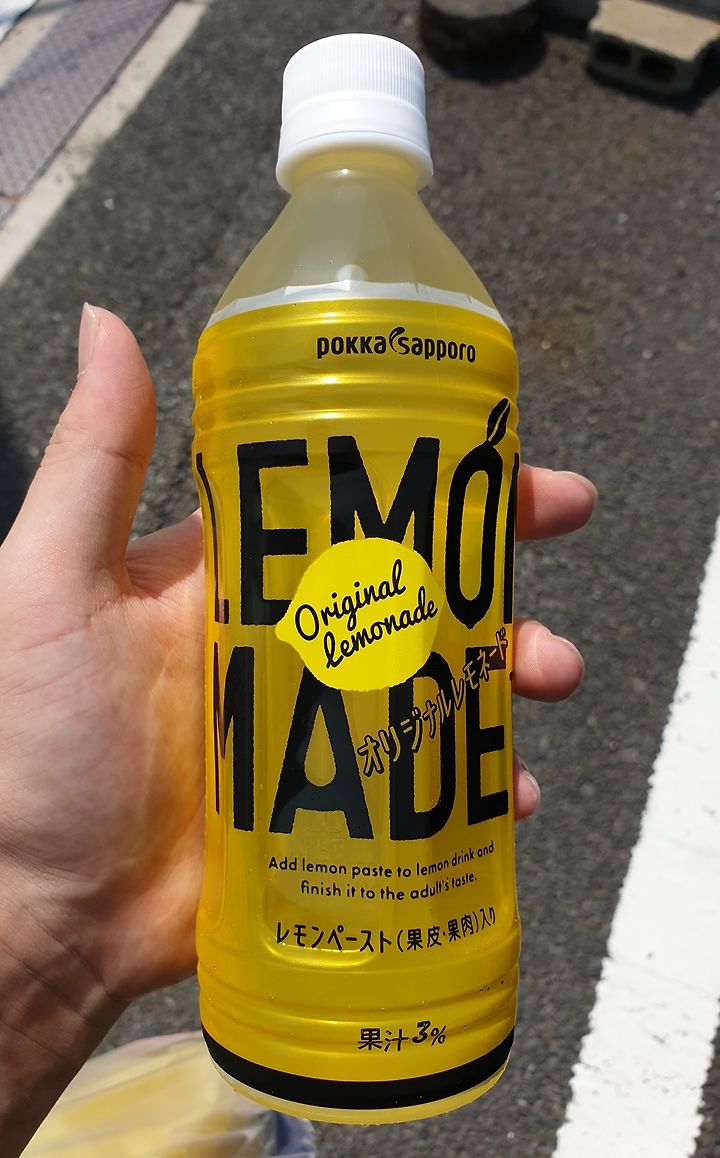 pokka sapporo
LEMON
MADE
Original
lemonade
オリジナルレモネード
Add lemon paste to lemon drink and
finish it to the adult's taste.
レモンペースト(果皮・果肉)入り
果汁3%